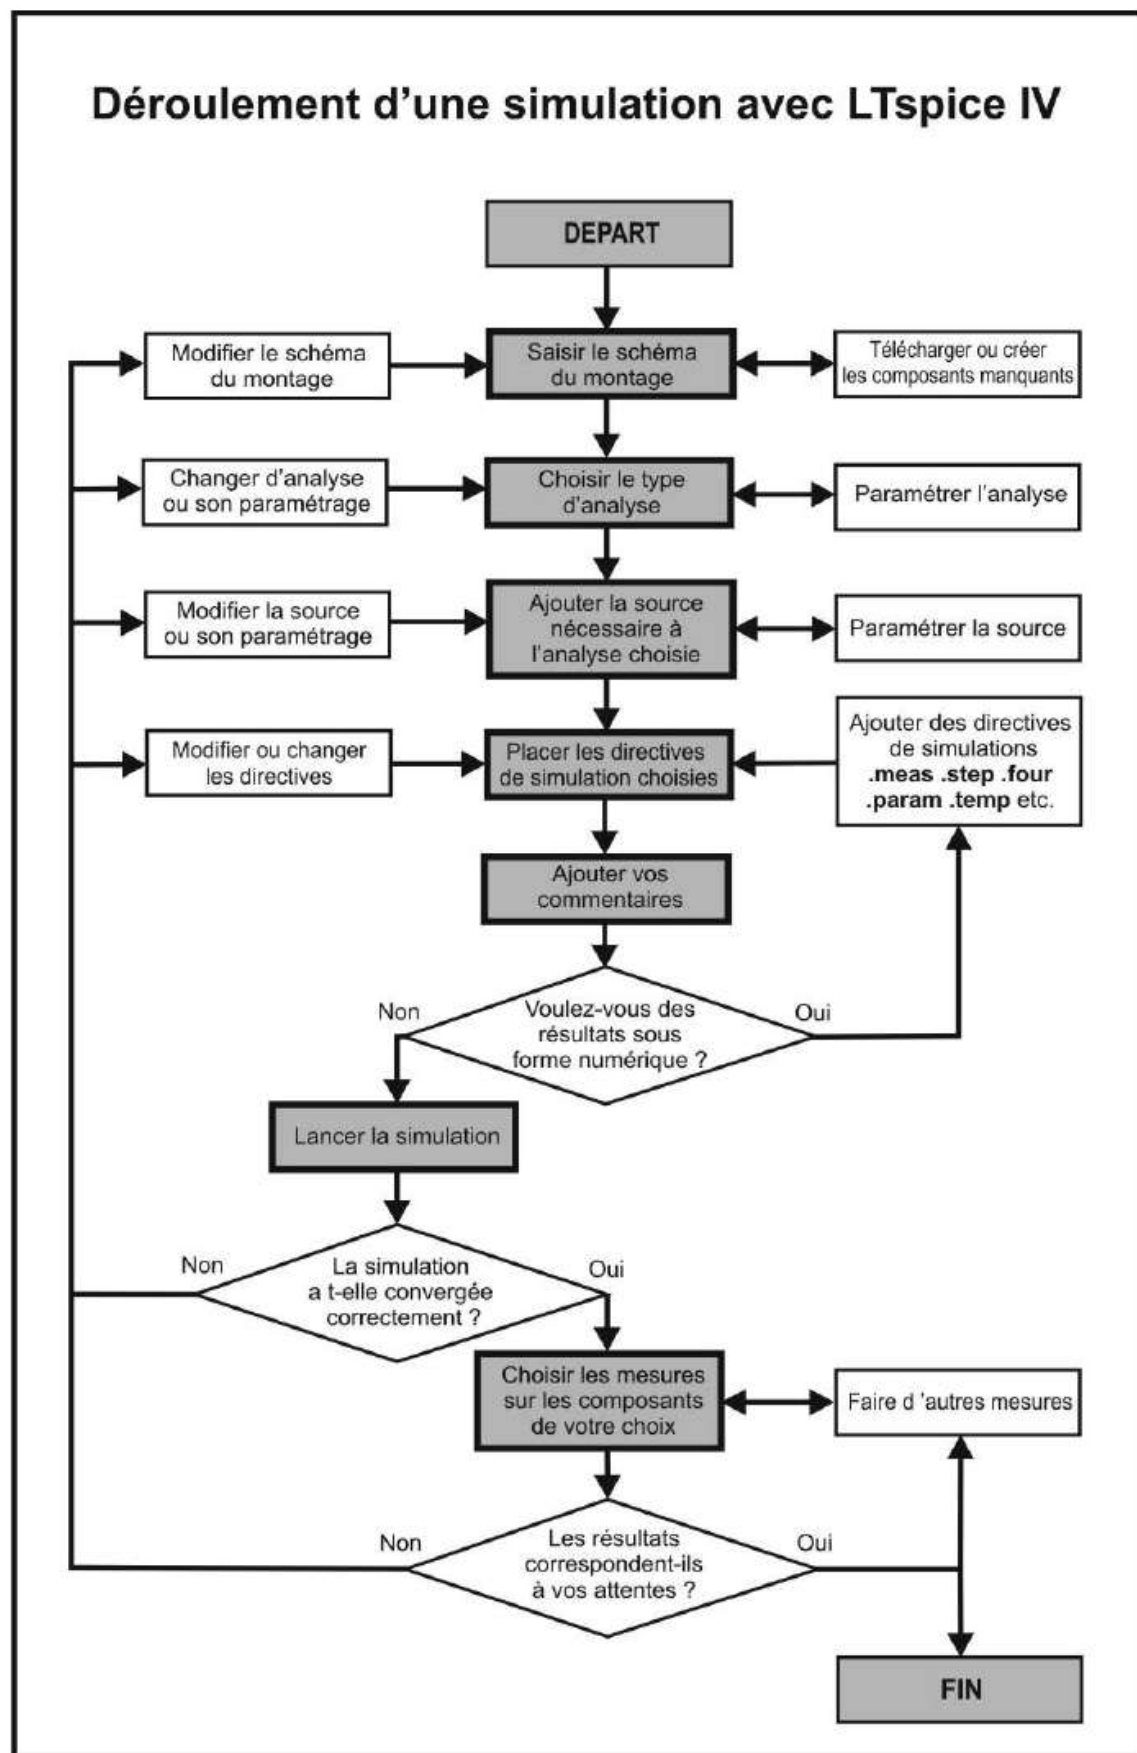 Déroulement d’une simulation avec LTspice IV
DEPART
Modifier le schéma
du montage
Saisir le schéma
du montage
Télécharger ou créer
les composants manquants
Changer d’analyse
ou son paramétrage
Choisir le type
d’analyse
Paramétrer l’analyse
Modifier la source
ou son paramétrage
Ajouter la source
nécessaire à
l’analyse choisie
Paramétrer la source
Modifier ou changer
les directives
Placer les directives
de simulation choisies
Ajouter des directives
de simulations
.meas .step .four
.param .temp etc.
Ajouter vos
commentaires
Non
Voulez-vous des
résultats sous
forme numérique ?
Oui
Lancer la simulation
Non
La simulation
a t-elle convergée
correctement ?
Oui
Choisir les mesures
sur les composants
de votre choix
Faire d ’autres mesures
Non
Les résultats
correspondent-ils
à vos attentes ?
Oui
FIN